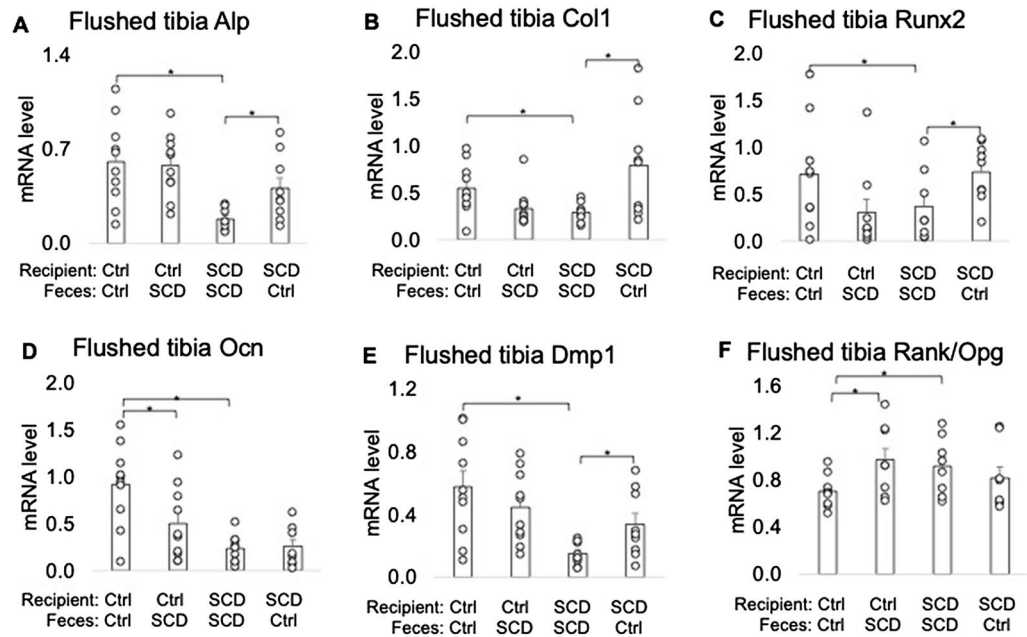 A Flushed tibia Alp
mRNA level
1.4
0.7
0.0
*
*
Recipient: Ctrl Ctrl SCD SCD
Feces: Ctrl SCD SCD Ctrl
B Flushed tibia Col1
mRNA level
2.0
1.5
1.0
0.5
0.0
*
*
Ctrl Ctrl SCD SCD
Ctrl SCD SCD Ctrl
C Flushed tibia Runx2
mRNA level
2.0
1.5
1.0
0.5
0.0
*
*
Recipient: Ctrl Ctrl SCD SCD
Feces: Ctrl SCD SCD Ctrl
D Flushed tibia Ocn
mRNA level
2.0
1.5
1.0
0.5
0.0
*
*
Recipient: Ctrl Ctrl SCD SCD
Feces: Ctrl SCD SCD Ctrl
E Flushed tibia Dmp1
mRNA level
1.2
0.8
0.4
0.0
*
*
Recipient: Ctrl Ctrl SCD SCD
Feces: Ctrl SCD SCD Ctrl
F Flushed tibia Rank/Opg
mRNA level
1.6
1.2
0.8
0.4
0.0
*
*
Ctrl Ctrl SCD SCD
Ctrl SCD SCD Ctrl